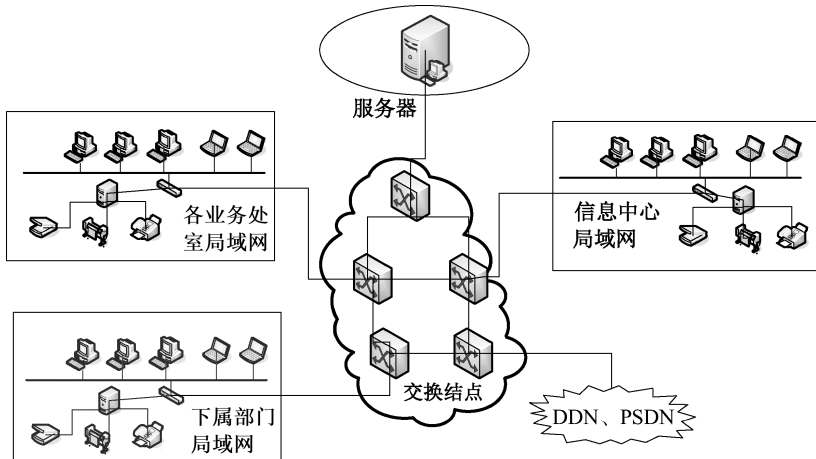 服务器
各业务处
室局域网
信息中心
局域网
下属部门
局域网
交换结点
DDN、PSDN